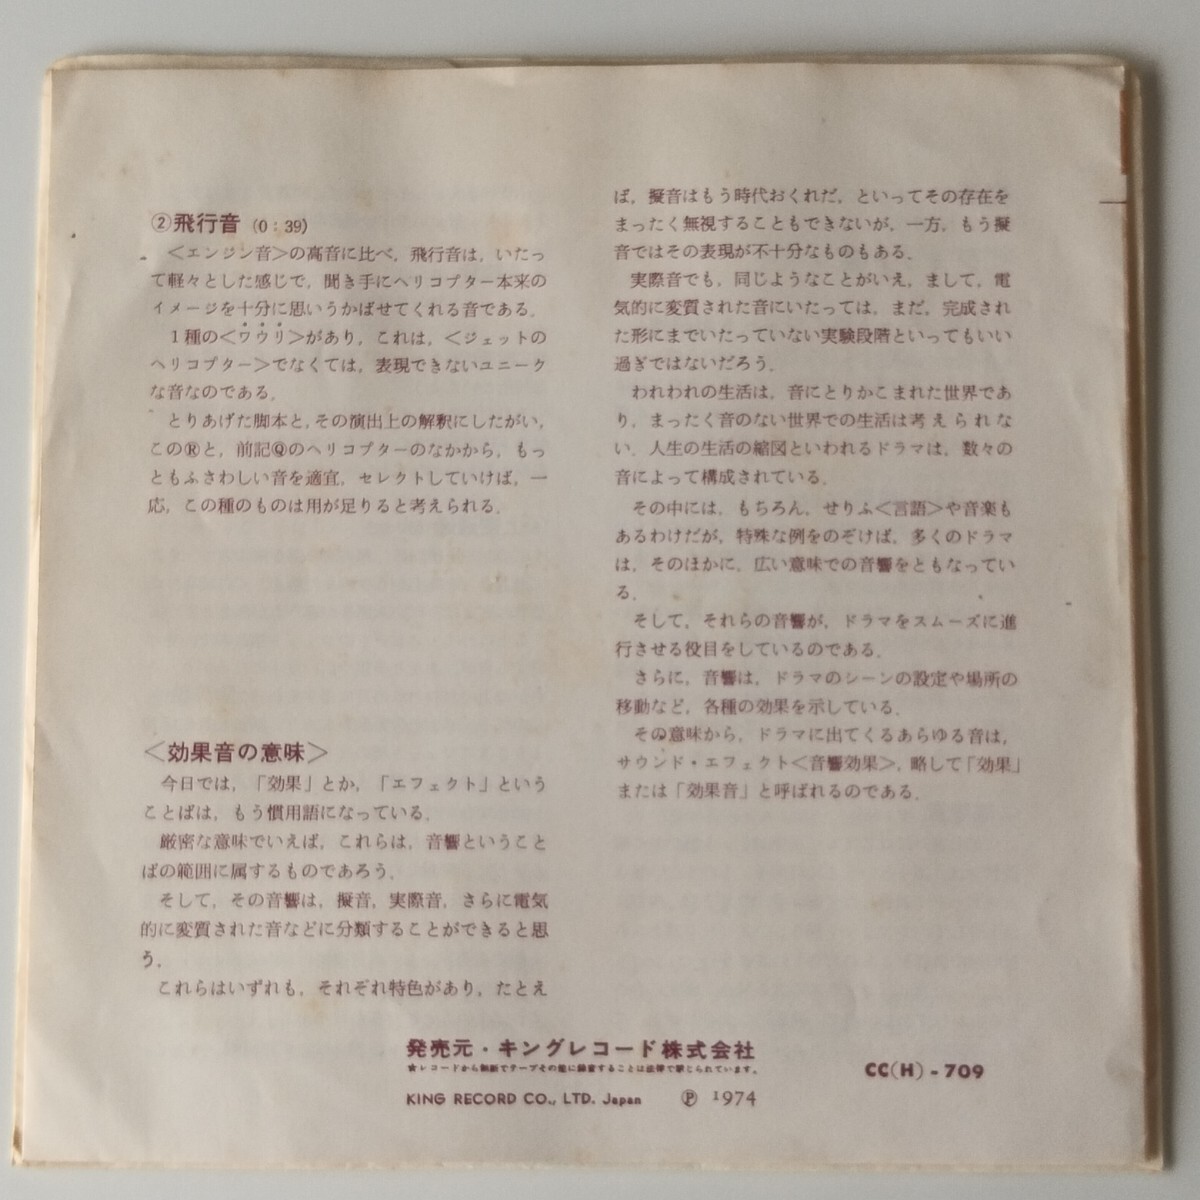 ②飛行音 (0：39)
＜エンジン音＞の高音に比べ，飛行音は，いたっ
て軽々とした感じで，聞き手にヘリコプター本来の
イメージを十分に思いうかばせてくれる音である．
1種の＜ワウリ＞があり，これは，＜ジェットの
ヘリコプター＞でなくては，表現できないユニーク
な音なのである．
とりあげた脚本と，その演出上の解釈にしたがい，
このⓇと，前記Ⓠのヘリコプターのなかから，もっ
ともふさわしい音を適宜，セレクトしていけば，一
応，この種のものは用が足りると考えられる．
＜効果音の意味＞
今日では，「効果」とか，「エフェクト」という
ことばは，もう慣用語になっている．
厳密な意味でいえば，これらは，音響ということ
ばの範囲に属するものであろう．
そして，その音響は，擬音，実際音，さらに電気
的に変質された音などに分類することができると思
う．
これらはいずれも，それぞれ特色があり，たとえ
ば，擬音はもう時代おくれだ，といってその存在を
まったく無視することもできないが，一方，もう擬
音ではその表現が不十分なものもある．
実際音でも，同じようなことがいえ，まして，電
気的に変質された音にいたっては，まだ，完成され
た形にまでいたっていない実験段階といってもいい
過ぎではないだろう．
われわれの生活は，音にとりかこまれた世界であ
り，まったく音のない世界での生活は考えられな
い．人生の生活の縮図といわれるドラマは，数々の
音によって構成されている．
その中には，もちろん，せりふ＜言語＞や音楽も
あるわけだが，特殊な例をのぞけば，多くのドラマ
は，そのほかに，広い意味での音響をともなってい
る．
そして，それらの音響が，ドラマをスムーズに進
行させる役目をしているのである．
さらに，音響は，ドラマのシーンの設定や場所の
移動など，各種の効果を示している．
その意味から，ドラマに出てくるあらゆる音は，
サウンド・エフェクト＜音響効果＞，略して「効果」
または「効果音」と呼ばれるのである．
発売元・キングレコード株式会社
★レコードから無断でテープその他に録音することは法律で禁じられています。
KING RECORD CO., LTD. Japan ℗ 1974
CC(H)-709